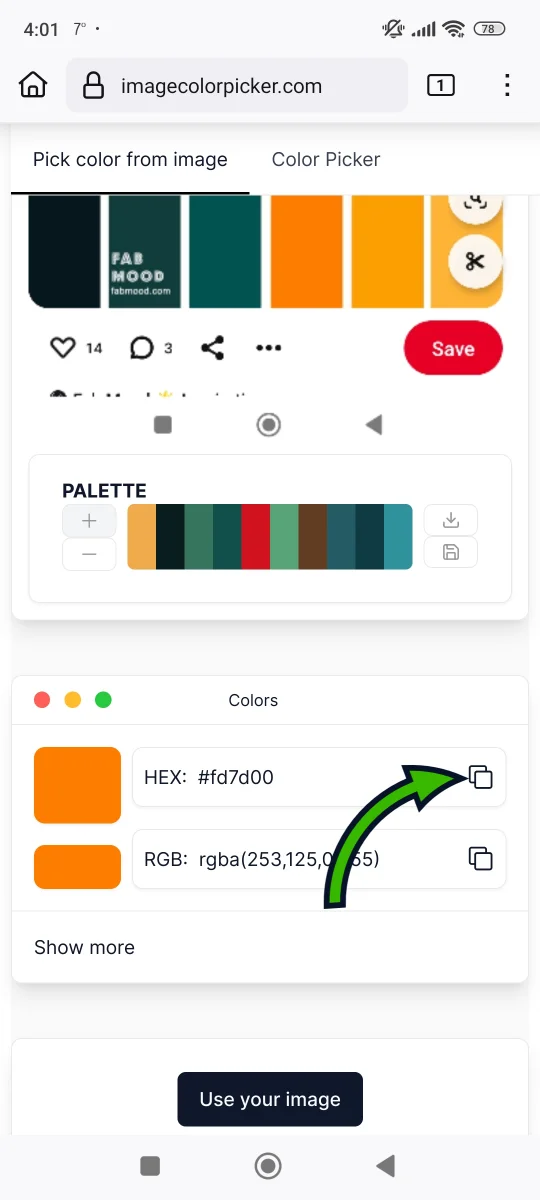 4:01 7° 78
imagecolorpicker.com 1
Pick color from image Color Picker
FAB
MOOD
fabmood.com
14 3 Save
PALETTE
Colors
HEX: #fd7d00
RGB: rgba(253,125,0
55)
Show more
Use your image